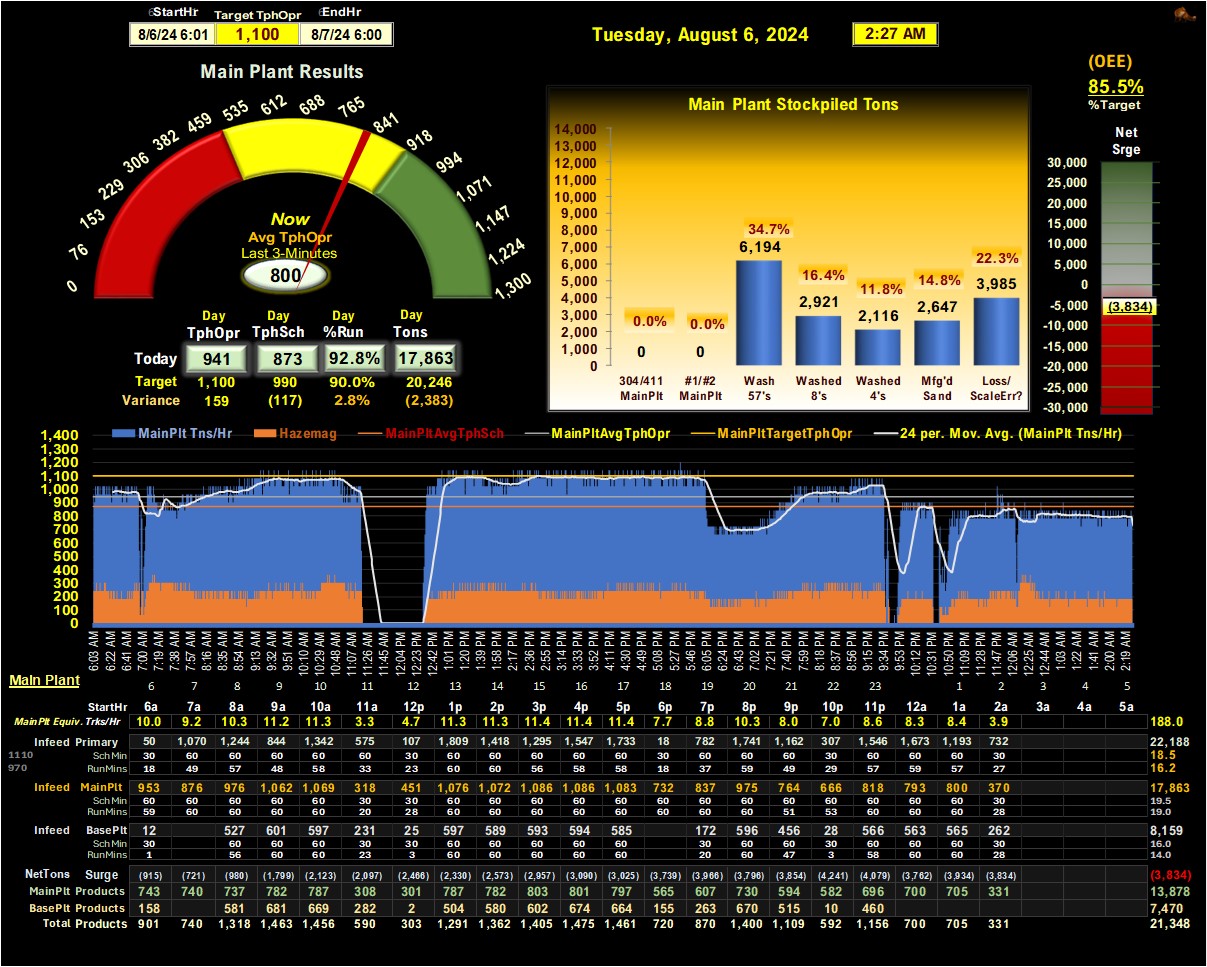 StartHr Target TphOpr EndHr
8/6/24 6:01 1,100 8/7/24 6:00
Tuesday, August 6, 2024 2:27 AM
(OEE)
85.5%
%Target
Main Plant Results
0 76 153 229 306 382 459 535 612 688 765 841 918 994 1,071 1,147 1,224 1,300
Now
Avg TphOpr
Last 3-Minutes
800
Day Day Day Day
TphOpr TphSch %Run Tons
Today 941 873 92.8% 17,863
Target 1,100 990 90.0% 20,246
Variance 159 (117) 2.8% (2,383)
Main Plant Stockpiled Tons
14,000
13,000
12,000
11,000
10,000
9,000
8,000
7,000
6,000
5,000
4,000
3,000
2,000
1,000
0
0.0% 0.0% 34.7% 16.4% 11.8% 14.8% 22.3%
0 0 6,194 2,921 2,116 2,647 3,985
304/411 #1/#2 Wash Washed Washed Mfg'd Loss/
MainPlt MainPlt 57's 8's 4's Sand ScaleErr?
Net
Srge
30,000
25,000
20,000
15,000
10,000
5,000
0
-5,000
-10,000
-15,000
-20,000
-25,000
-30,000
(3,834)
MainPlt Tns/Hr Hazemag MainPltAvgTphSch MainPltAvgTphOpr MainPltTargetTphOpr 24 per. Mov. Avg. (MainPlt Tns/Hr)
1,400
1,300
1,200
1,100
1,000
900
800
700
600
500
400
300
200
100
0
6:03 AM 6:22 AM 6:41 AM 7:00 AM 7:19 AM 7:38 AM 7:57 AM 8:16 AM 8:35 AM 8:54 AM 9:13 AM 9:32 AM 9:51 AM 10:10 AM 10:29 AM 10:48 AM 11:07 AM 11:26 AM 11:45 AM 12:04 PM 12:23 PM 12:42 PM 1:01 PM 1:20 PM 1:39 PM 1:58 PM 2:17 PM 2:36 PM 2:55 PM 3:14 PM 3:33 PM 3:52 PM 4:11 PM 4:30 PM 4:49 PM 5:08 PM 5:27 PM 5:46 PM 6:05 PM 6:24 PM 6:43 PM 7:02 PM 7:21 PM 7:40 PM 7:59 PM 8:18 PM 8:37 PM 8:56 PM 9:15 PM 9:34 PM 9:53 PM 10:12 PM 10:31 PM 10:50 PM 11:09 PM 11:28 PM 11:47 PM 12:06 AM 12:25 AM 12:44 AM 1:03 AM 1:22 AM 1:41 AM 2:00 AM 2:19 AM
Main Plant
6 7 8 9 10 11 12 13 14 15 16 17 18 19 20 21 22 23 1 2 3 4 5
StartHr 6a 7a 8a 9a 10a 11a 12p 1p 2p 3p 4p 5p 6p 7p 8p 9p 10p 11p 12a 1a 2a 3a 4a 5a
MainPlt Equiv. Trks/Hr 10.0 9.2 10.3 11.2 11.3 3.3 4.7 11.3 11.3 11.4 11.4 11.4 7.7 8.8 10.3 8.0 7.0 8.6 8.3 8.4 3.9 188.0
Infeed Primary 50 1,070 1,244 844 1,342 575 107 1,809 1,418 1,295 1,547 1,733 18 782 1,741 1,162 307 1,546 1,673 1,193 732 22,188
1110 SchMin 30 60 60 60 60 60 30 60 60 60 60 60 30 60 60 60 30 60 60 60 30 18.5
970 RunMins 18 49 57 48 58 33 23 60 60 56 58 58 18 37 59 49 29 57 59 57 27 16.2
Infeed MainPlt 953 876 976 1,062 1,069 318 451 1,076 1,072 1,086 1,086 1,083 732 837 975 764 666 818 793 800 370 17,863
SchMin 60 60 60 60 60 30 30 60 60 60 60 60 60 60 60 60 60 60 60 60 30 19.5
RunMins 59 60 60 60 60 20 28 60 60 60 60 60 60 60 60 51 53 60 60 60 28 19.0
Infeed BasePlt 12 527 601 597 231 25 597 589 593 594 585 172 596 456 28 566 563 565 262 8,159
SchMin 30 60 60 60 60 30 60 60 60 60 60 30 60 60 30 60 60 60 30 16.0
RunMins 1 56 60 60 23 3 60 60 60 60 60 20 60 47 3 58 60 60 28 14.0
NetTons Surge (915) (721) (980) (1,799) (2,123) (2,097) (2,466) (2,330) (2,573) (2,957) (3,090) (3,025) (3,739) (3,966) (3,796) (3,854) (4,241) (4,079) (3,762) (3,934) (3,834) (3,834)
MainPlt Products 743 740 737 782 787 308 301 787 782 803 801 797 565 607 730 594 582 696 700 705 331 13,878
BasePlt Products 158 581 681 669 282 2 504 580 602 674 664 155 263 670 515 10 460 7,470
Total Products 901 740 1,318 1,463 1,456 590 303 1,291 1,362 1,405 1,475 1,461 720 870 1,400 1,109 592 1,156 700 705 331 21,348